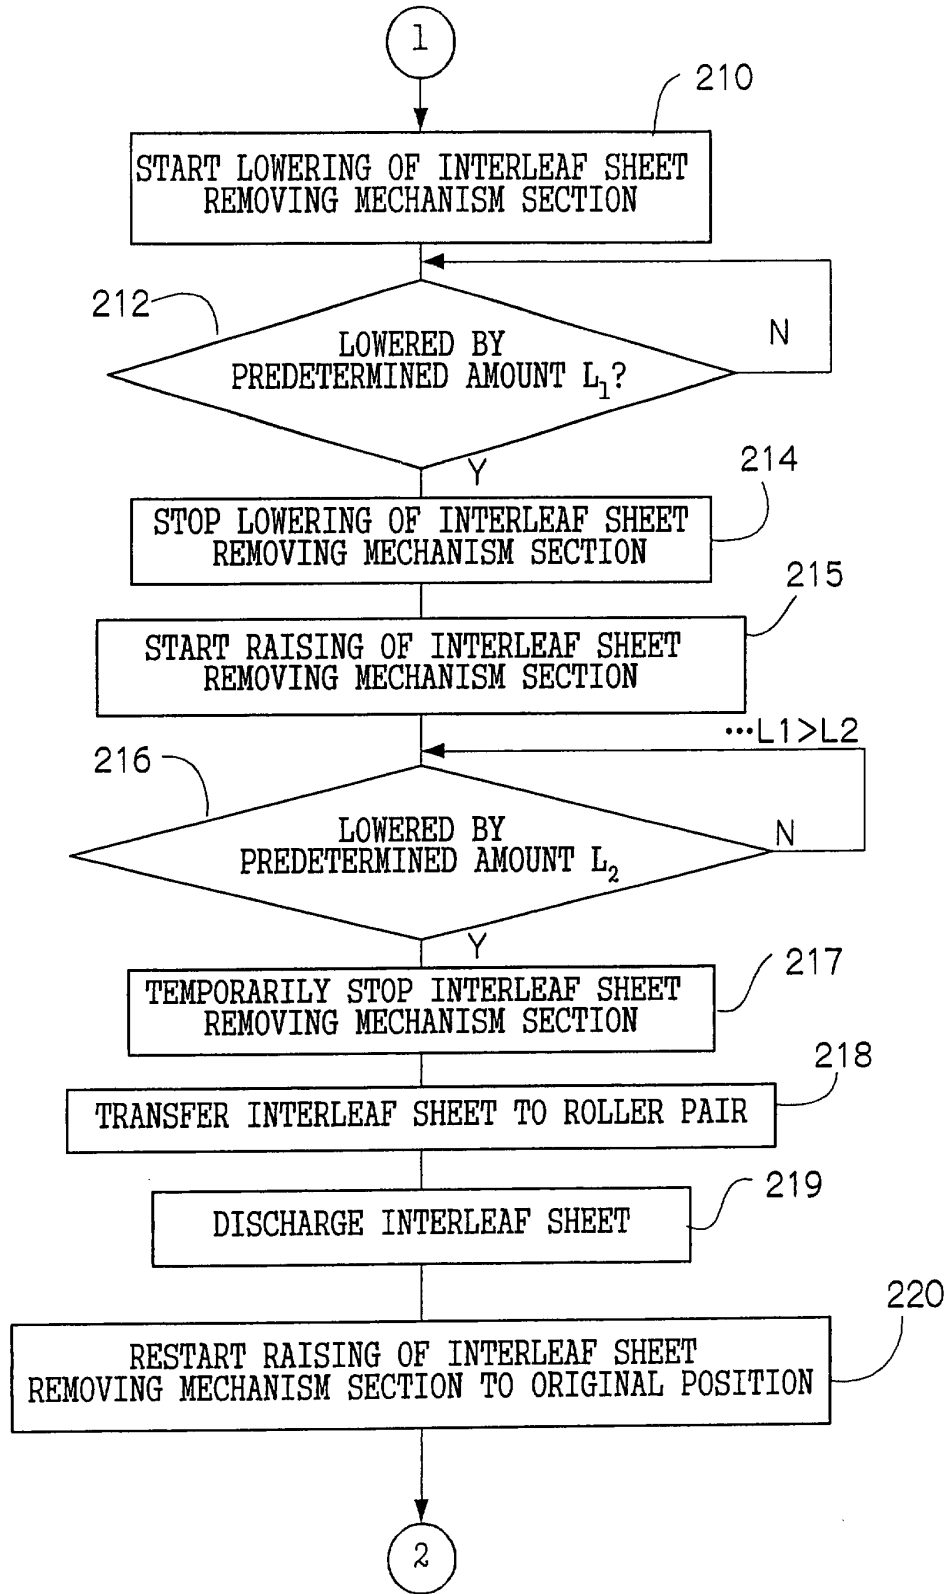 1
210
START LOWERING OF INTERLEAF SHEET
REMOVING MECHANISM SECTION
212
LOWERED BY
PREDETERMINED AMOUNT L₁?
N
Y
214
STOP LOWERING OF INTERLEAF SHEET
REMOVING MECHANISM SECTION
215
START RAISING OF INTERLEAF SHEET
REMOVING MECHANISM SECTION
···L1>L2
216
LOWERED BY
PREDETERMINED AMOUNT L₂
N
Y
217
TEMPORARILY STOP INTERLEAF SHEET
REMOVING MECHANISM SECTION
218
TRANSFER INTERLEAF SHEET TO ROLLER PAIR
219
DISCHARGE INTERLEAF SHEET
220
RESTART RAISING OF INTERLEAF SHEET
REMOVING MECHANISM SECTION TO ORIGINAL POSITION
2